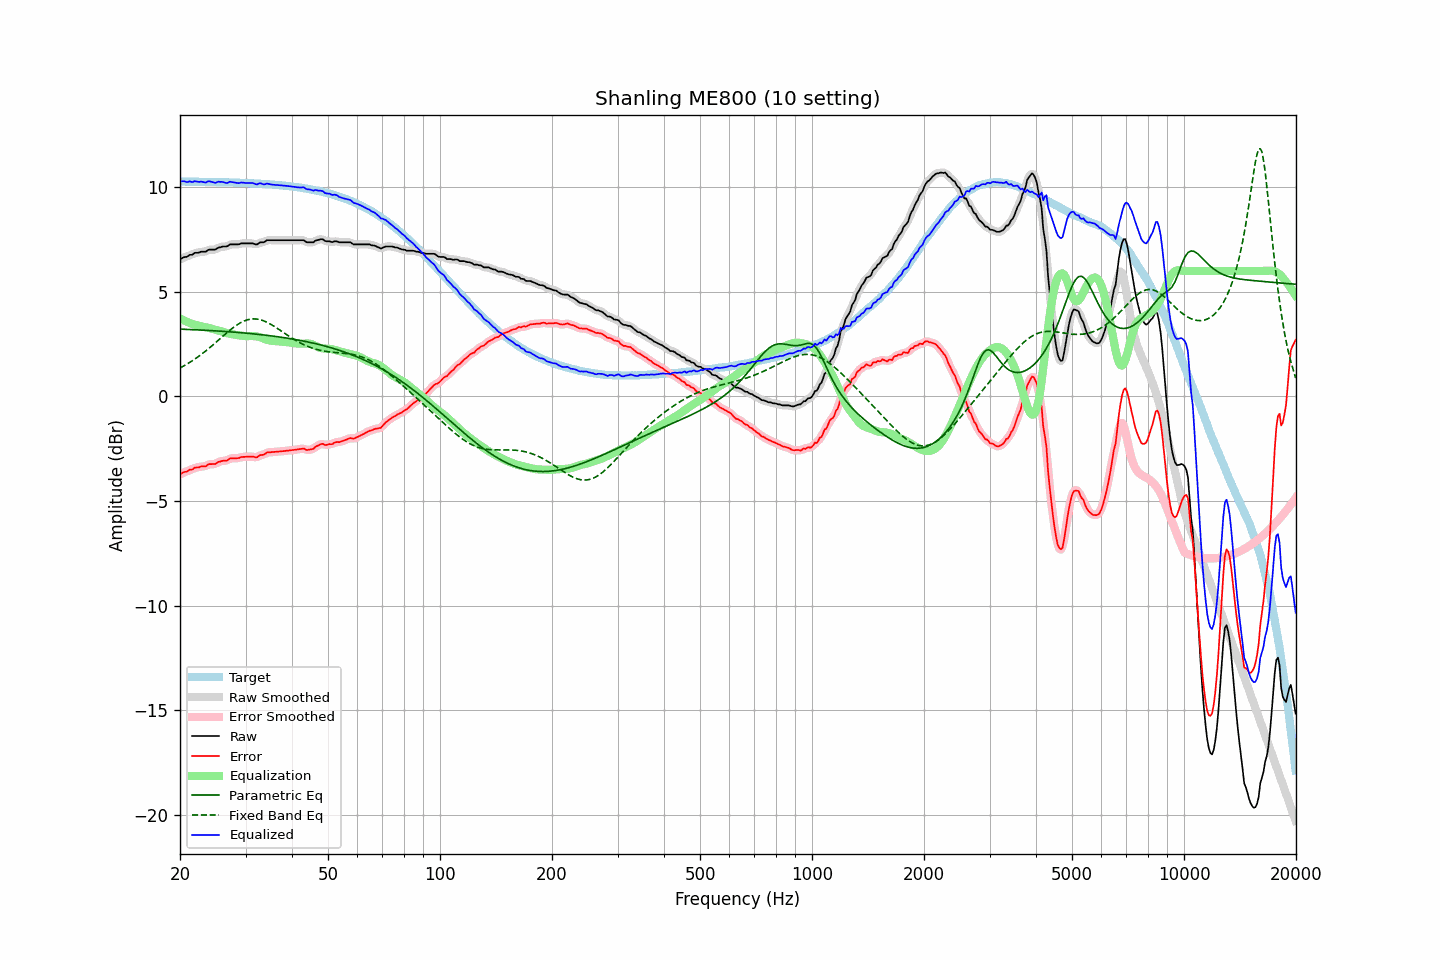 Shanling ME800 (10 setting)
Amplitude (dBr)
10
5
0
−5
−10
−15
−20
Target
Raw Smoothed
Error Smoothed
Raw
Error
Equalization
Parametric Eq
Fixed Band Eq
Equalized
20 50 100 200 500 1000 2000 5000 10000 20000
Frequency (Hz)